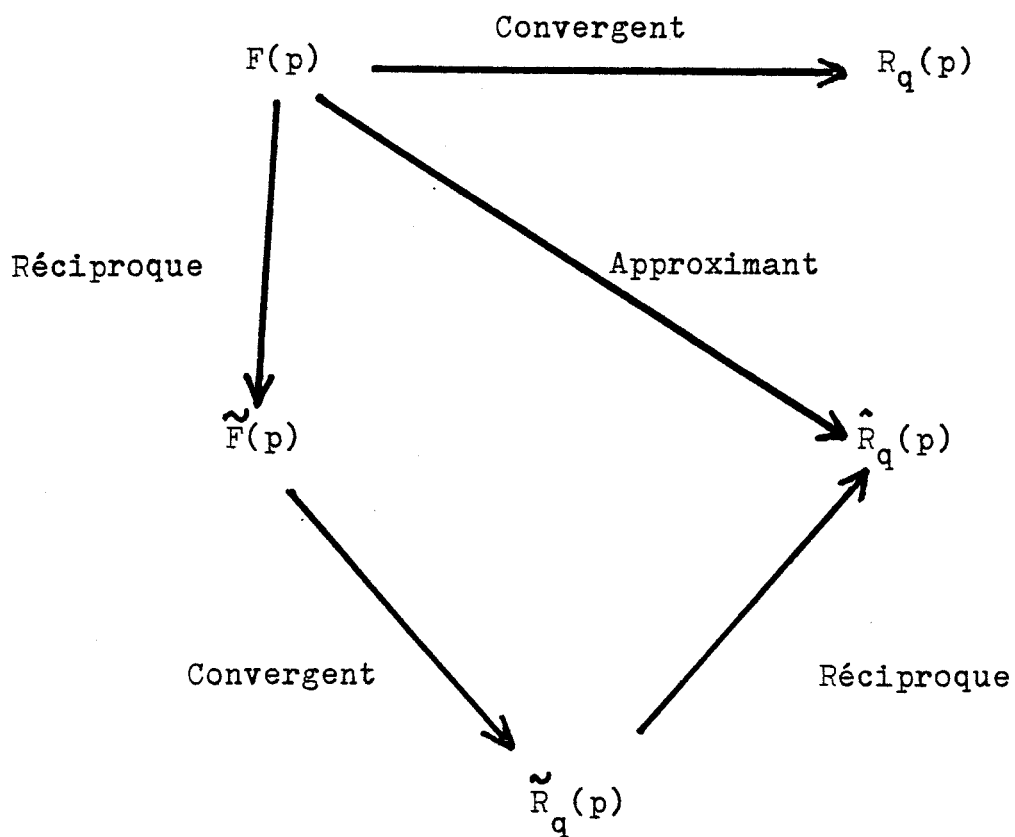 Convergent
F(p)
R_q(p)
Réciproque
Approximant
F̃(p)
R̂_q(p)
Convergent
Réciproque
R̃_q(p)